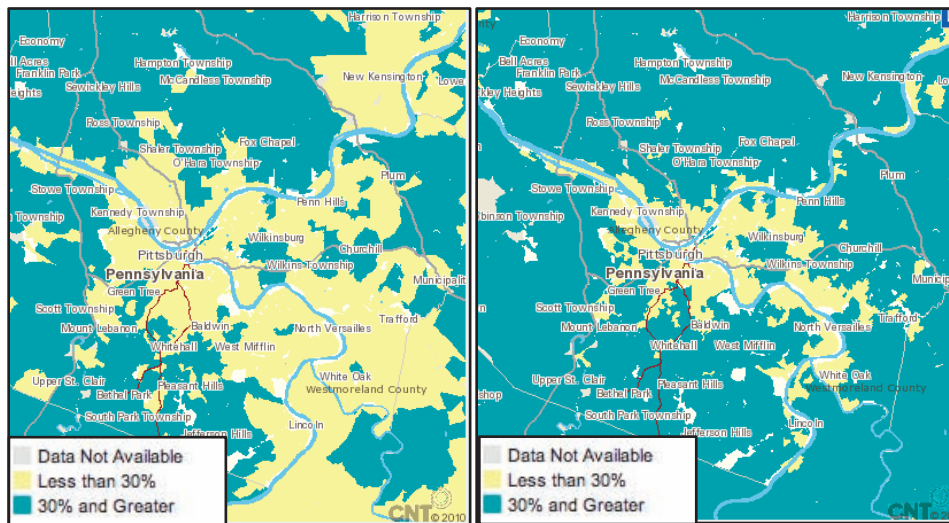 Harrison Township
Economy
Bell Acres
Franklin Park
Hampton Township
Sewickley Hills
McCandless Township
New Kensington
Heights
Ross Township
Fox Chapel
Shaler Township
O'Hara Township
Plum
Stowe Township
Penn Hills
Township
Kennedy Township
Allegheny County
Wilkinsburg
Pittsburgh
Churchill
Wilkins Township
Pennsylvania
Municipalit
Green Tree
Scott Township
Trafford
Mount Lebanon
Baldwin
North Versailles
Whitehall
West Mifflin
White Oak
Upper St. Clair
Pleasant Hills
Westmoreland County
Bethel Park
South Park Township
Lincoln
Jefferson Hills
Data Not Available
Less than 30%
30% and Greater
CNT © 2010
Harrison Township
Economy
Bell Acres
Franklin Park
Hampton Township
Sewickley Hills
McCandless Township
New Kensington
ckley Heights
Ross Township
Fox Chapel
Shaler Township
O'Hara Township
Plum
Stowe Township
Penn Hills
Kennedy Township
binson Township
Allegheny County
Wilkinsburg
Pittsburgh
Churchill
Wilkins Township
Pennsylvania
Municip
Green Tree
Scott Township
Trafford
Mount Lebanon
Baldwin
North Versailles
Whitehall
West Mifflin
White Oak
Upper St. Clair
Pleasant Hills
Westmoreland County
Bethel Park
South Park Township
Lincoln
Jefferson Hills
Data Not Available
Less than 30%
30% and Greater
CNT